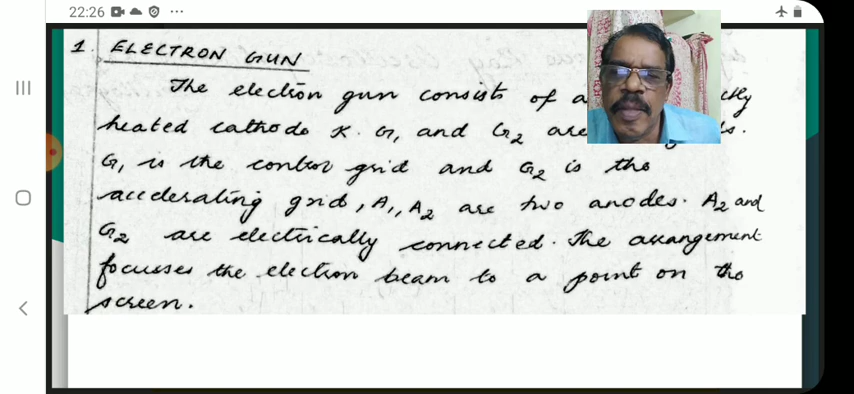 22:26
1. ELECTRON GUN
The electron gun consists of a
heated cathode K. G1 and G2 are
G1 is the control grid and G2 is the
accelerating grid, A1, A2 are two anodes. A2 and
G2 are electrically connected. The arrangement
focusses the electron beam to a point on the
screen.